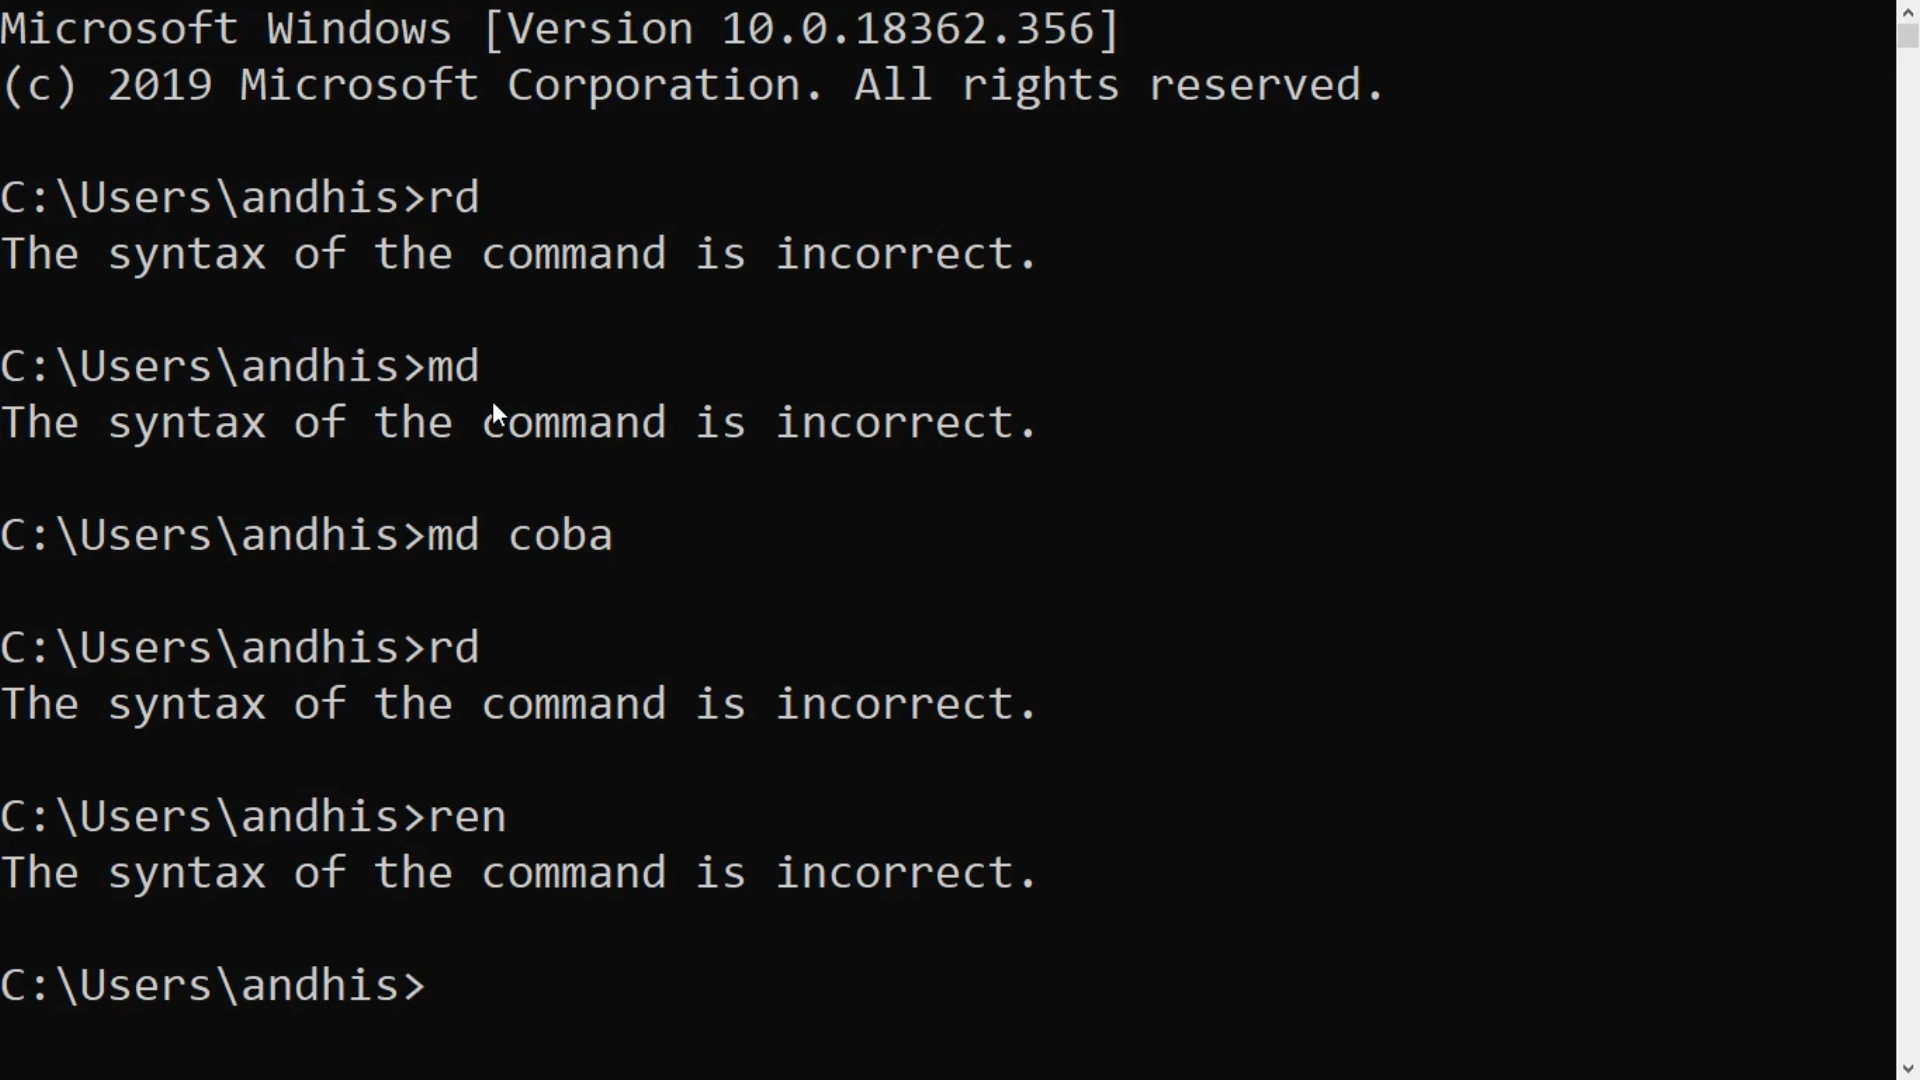 Microsoft Windows [Version 10.0.18362.356]
(c) 2019 Microsoft Corporation. All rights reserved.
C:\Users\andhis>rd
The syntax of the command is incorrect.
C:\Users\andhis>md
The syntax of the command is incorrect.
C:\Users\andhis>md coba
C:\Users\andhis>rd
The syntax of the command is incorrect.
C:\Users\andhis>ren
The syntax of the command is incorrect.
C:\Users\andhis>